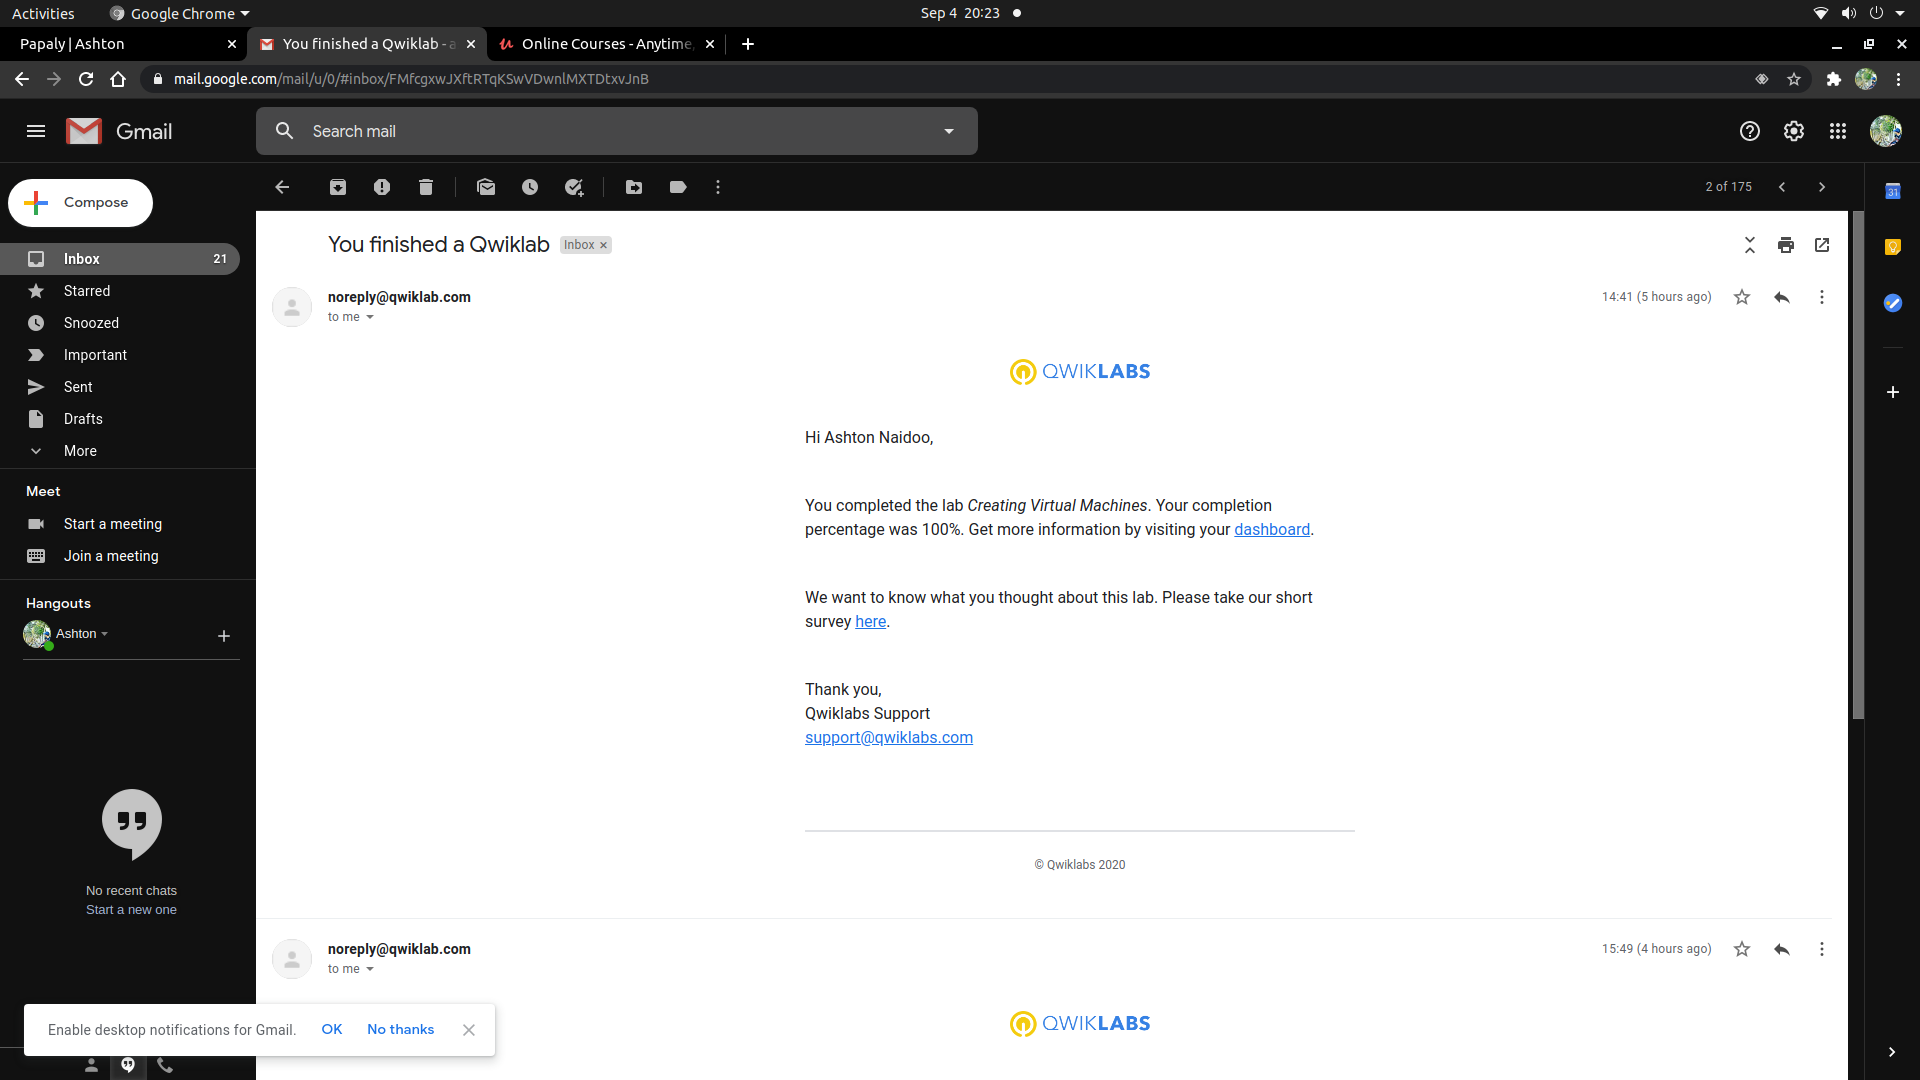 Activities
Google Chrome
Sep 4 20:23
Papaly | Ashton
You finished a Qwiklab - a
Online Courses - Anytime,
mail.google.com/mail/u/0/#inbox/FMfcgxwJXftRTqKSwVDwnlMXTDtxvJnB
Gmail
Search mail
Compose
2 of 175
31
You finished a Qwiklab
Inbox ×
Inbox
21
Starred
Snoozed
Important
Sent
Drafts
More
noreply@qwiklab.com
14:41 (5 hours ago)
to me
QWIKLABS
Hi Ashton Naidoo,
You completed the lab Creating Virtual Machines. Your completion
percentage was 100%. Get more information by visiting your dashboard.
We want to know what you thought about this lab. Please take our short
survey here.
Thank you,
Qwiklabs Support
support@qwiklabs.com
© Qwiklabs 2020
Meet
Start a meeting
Join a meeting
Hangouts
Ashton
No recent chats
Start a new one
noreply@qwiklab.com
15:49 (4 hours ago)
to me
QWIKLABS
Enable desktop notifications for Gmail.
OK
No thanks